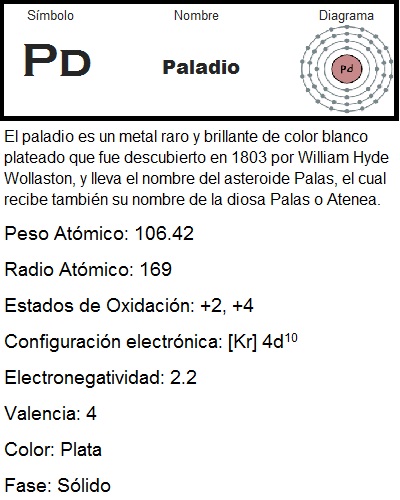 Símbolo Nombre Diagrama
PD Paladio Pd
El paladio es un metal raro y brillante de color blanco
plateado que fue descubierto en 1803 por William Hyde
Wollaston, y lleva el nombre del asteroide Palas, el cual
recibe también su nombre de la diosa Palas o Atenea.
Peso Atómico: 106.42
Radio Atómico: 169
Estados de Oxidación: +2, +4
Configuración electrónica: [Kr] 4d¹⁰
Electronegatividad: 2.2
Valencia: 4
Color: Plata
Fase: Sólido